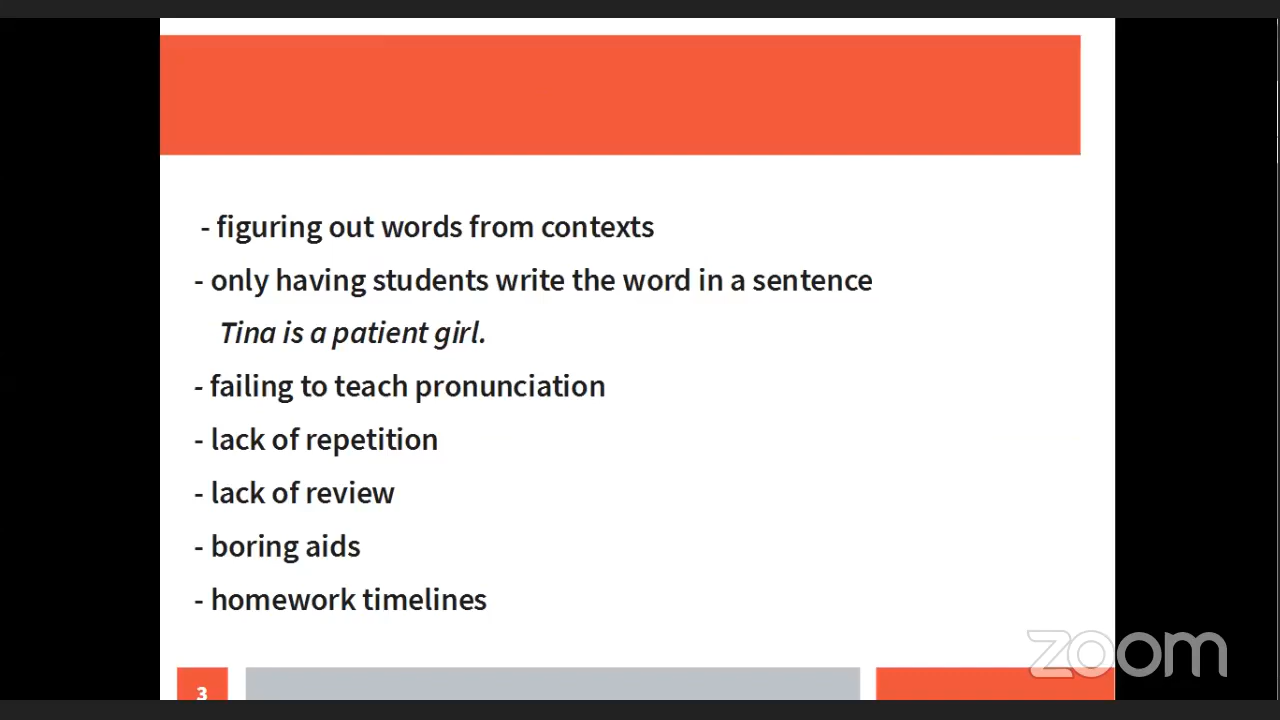 - figuring out words from contexts
- only having students write the word in a sentence
Tina is a patient girl.
- failing to teach pronunciation
- lack of repetition
- lack of review
- boring aids
- homework timelines
zoom
3